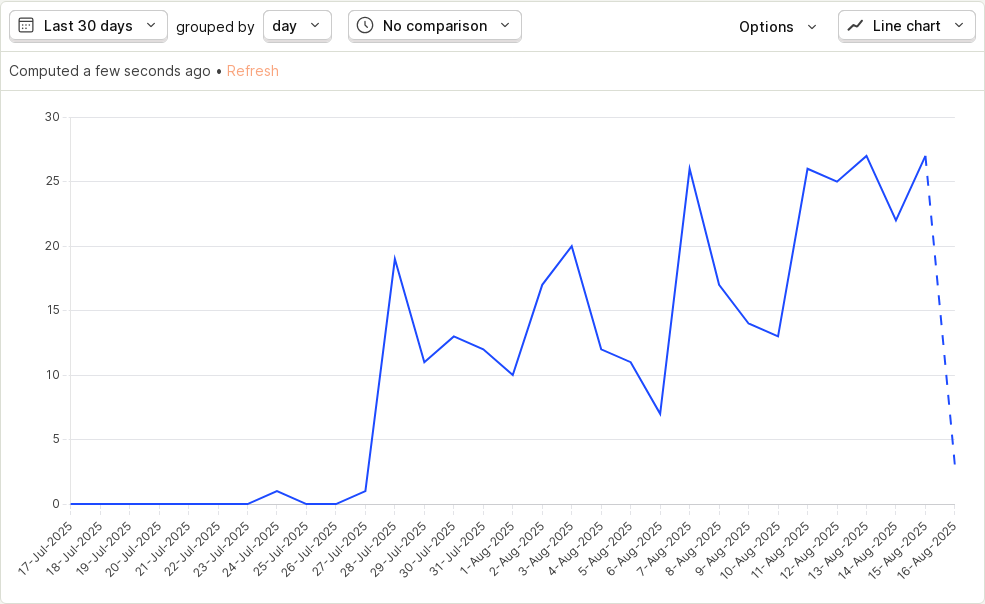 Last 30 days grouped by day No comparison Options Line chart
Computed a few seconds ago • Refresh
30
25
20
15
10
5
0
17-Jul-2025
18-Jul-2025
19-Jul-2025
20-Jul-2025
21-Jul-2025
22-Jul-2025
23-Jul-2025
24-Jul-2025
25-Jul-2025
26-Jul-2025
27-Jul-2025
28-Jul-2025
29-Jul-2025
30-Jul-2025
31-Jul-2025
1-Aug-2025
2-Aug-2025
3-Aug-2025
4-Aug-2025
5-Aug-2025
6-Aug-2025
7-Aug-2025
8-Aug-2025
9-Aug-2025
10-Aug-2025
11-Aug-2025
12-Aug-2025
13-Aug-2025
14-Aug-2025
15-Aug-2025
16-Aug-2025